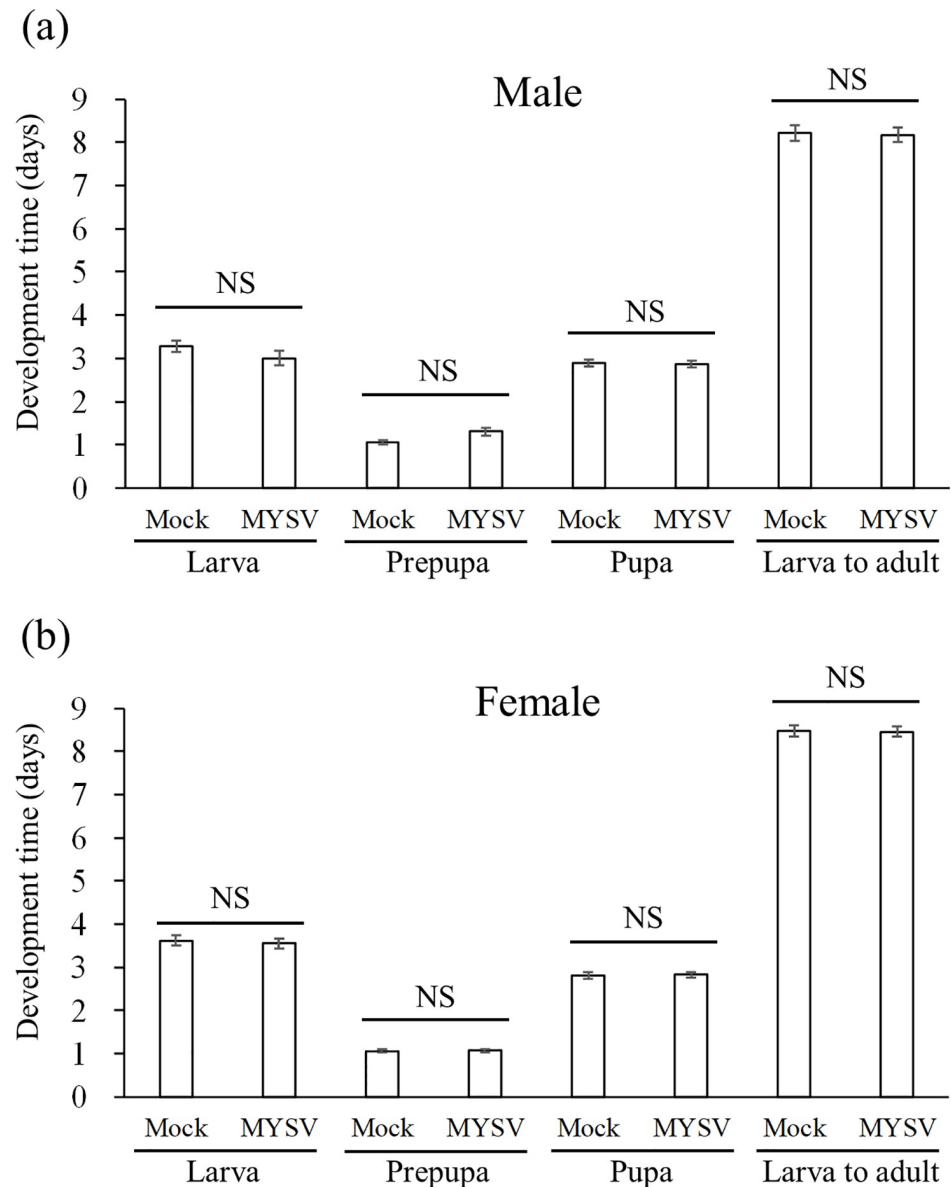 (a)
Male
NS
NS
NS
NS
Development time (days)
9
8
7
6
5
4
3
2
1
0
Mock MYSV Mock MYSV Mock MYSV Mock MYSV
Larva Prepupa Pupa Larva to adult
(b)
Female
NS
NS
NS
NS
Development time (days)
9
8
7
6
5
4
3
2
1
0
Mock MYSV Mock MYSV Mock MYSV Mock MYSV
Larva Prepupa Pupa Larva to adult